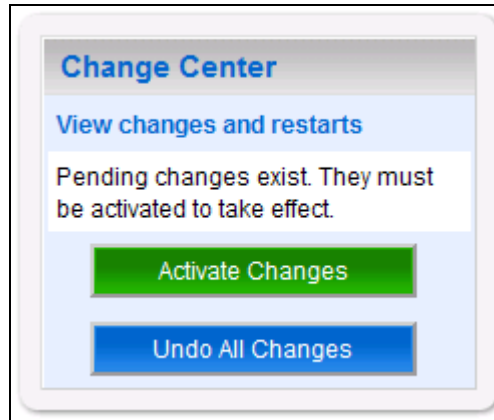 Change Center
View changes and restarts
Pending changes exist. They must
be activated to take effect.
Activate Changes
Undo All Changes